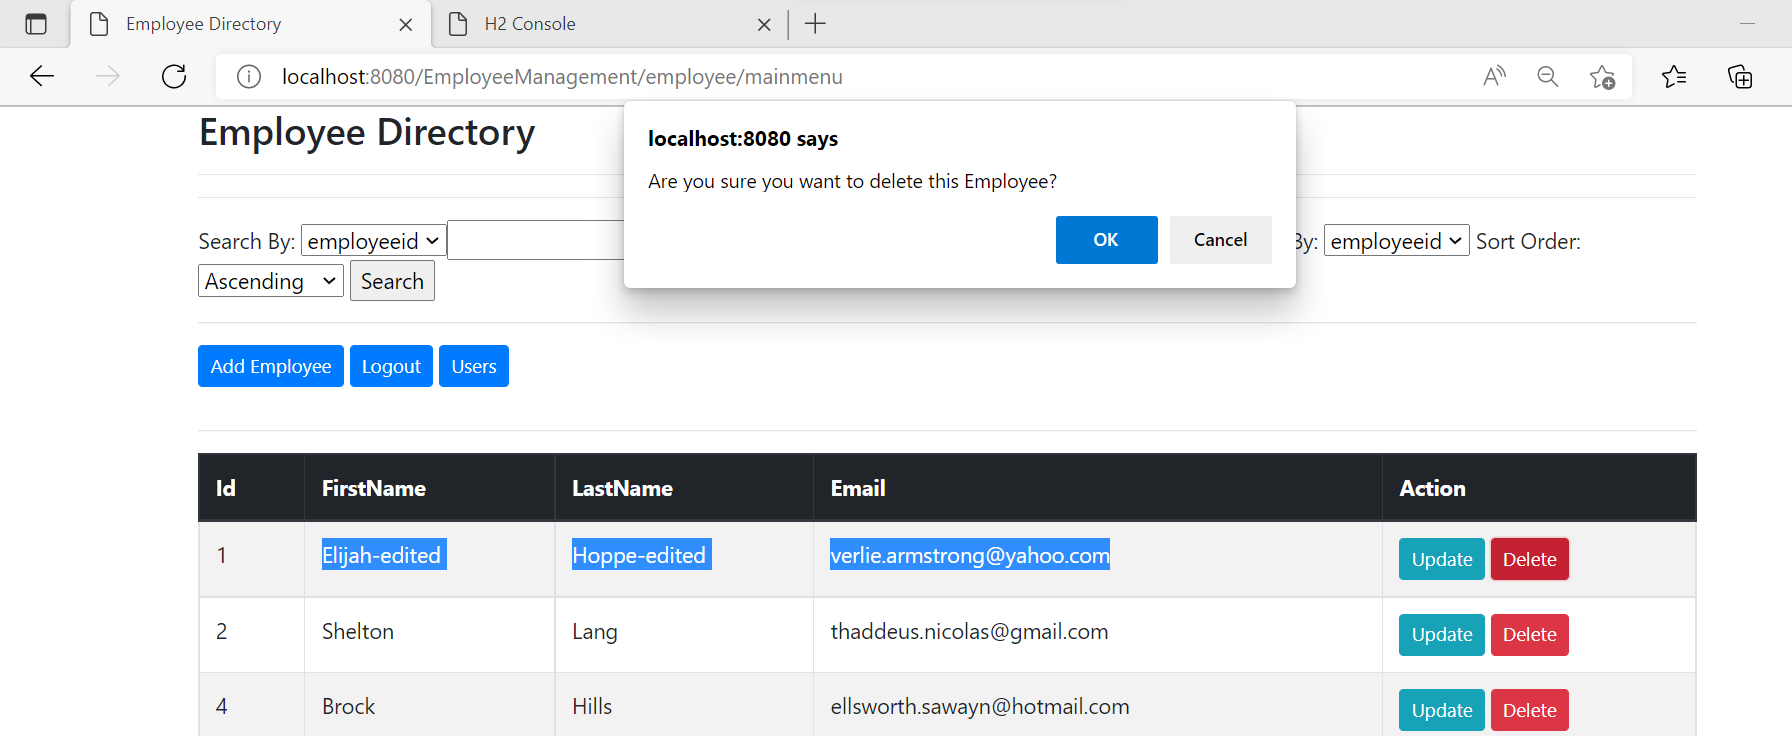 Employee Directory H2 Console
localhost:8080/EmployeeManagement/employee/mainmenu
Employee Directory
localhost:8080 says
Are you sure you want to delete this Employee?
OK Cancel
Search By: employeeid By: employeeid Sort Order:
Ascending Search
Add Employee Logout Users
Id FirstName LastName Email Action
1 Elijah-edited Hoppe-edited verlie.armstrong@yahoo.com Update Delete
2 Shelton Lang thaddeus.nicolas@gmail.com Update Delete
4 Brock Hills ellsworth.sawayn@hotmail.com Update Delete